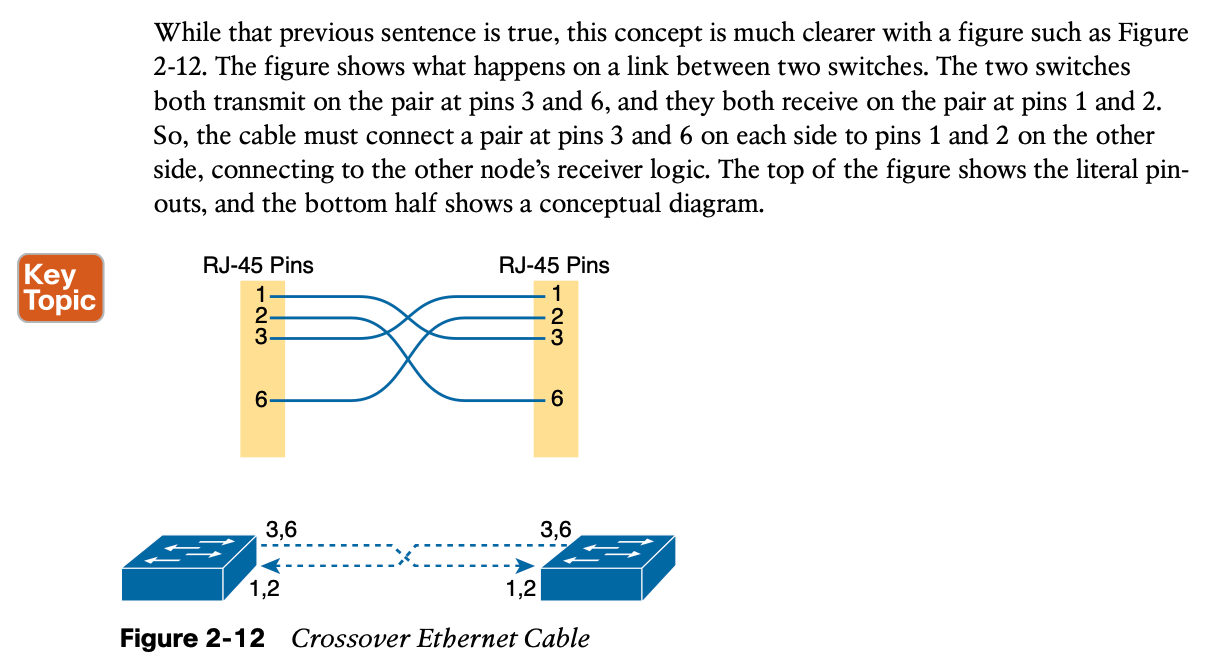 While that previous sentence is true, this concept is much clearer with a figure such as Figure
2-12. The figure shows what happens on a link between two switches. The two switches
both transmit on the pair at pins 3 and 6, and they both receive on the pair at pins 1 and 2.
So, the cable must connect a pair at pins 3 and 6 on each side to pins 1 and 2 on the other
side, connecting to the other node’s receiver logic. The top of the figure shows the literal pin-
outs, and the bottom half shows a conceptual diagram.
Key
Topic
RJ-45 Pins RJ-45 Pins
1 1
2 2
3 3
6 6
3,6 3,6
1,2 1,2
Figure 2-12 Crossover Ethernet Cable